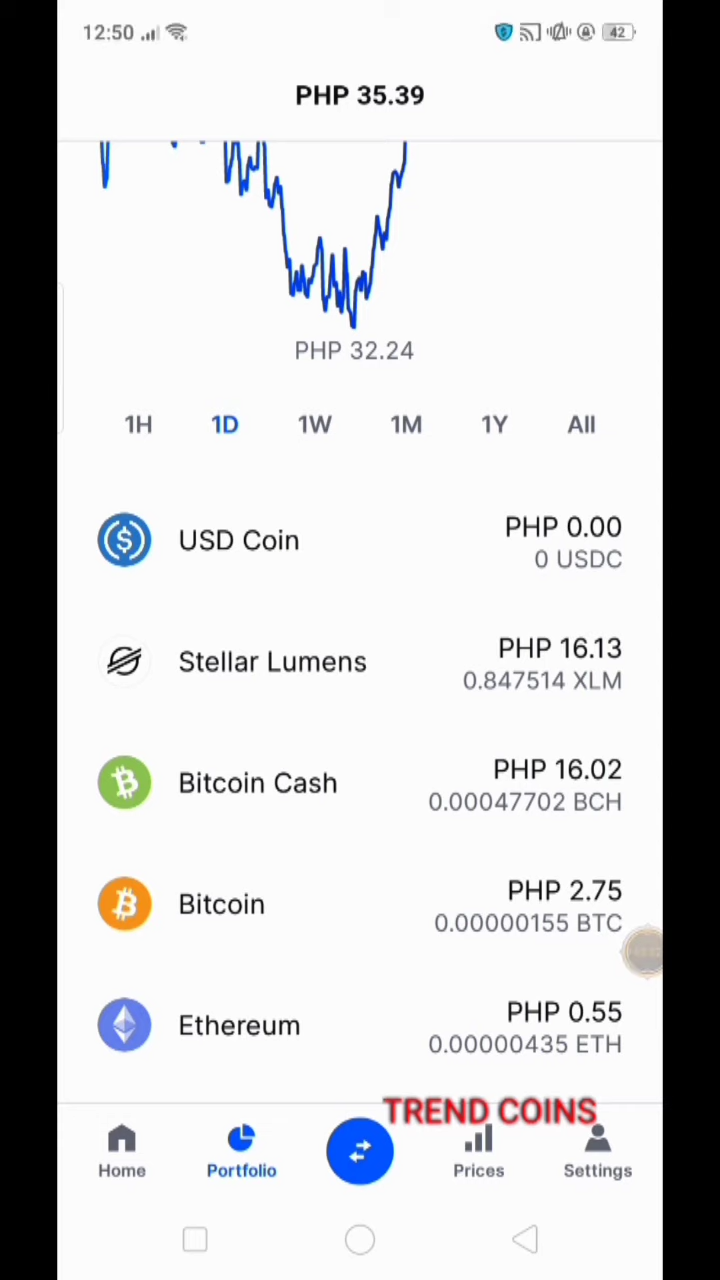 12:50
42
PHP 35.39
PHP 32.24
1H 1D 1W 1M 1Y All
USD Coin
PHP 0.00
0 USDC
Stellar Lumens
PHP 16.13
0.847514 XLM
Bitcoin Cash
PHP 16.02
0.00047702 BCH
Bitcoin
PHP 2.75
0.00000155 BTC
Ethereum
PHP 0.55
0.00000435 ETH
TREND COINS
Home Portfolio Prices Settings